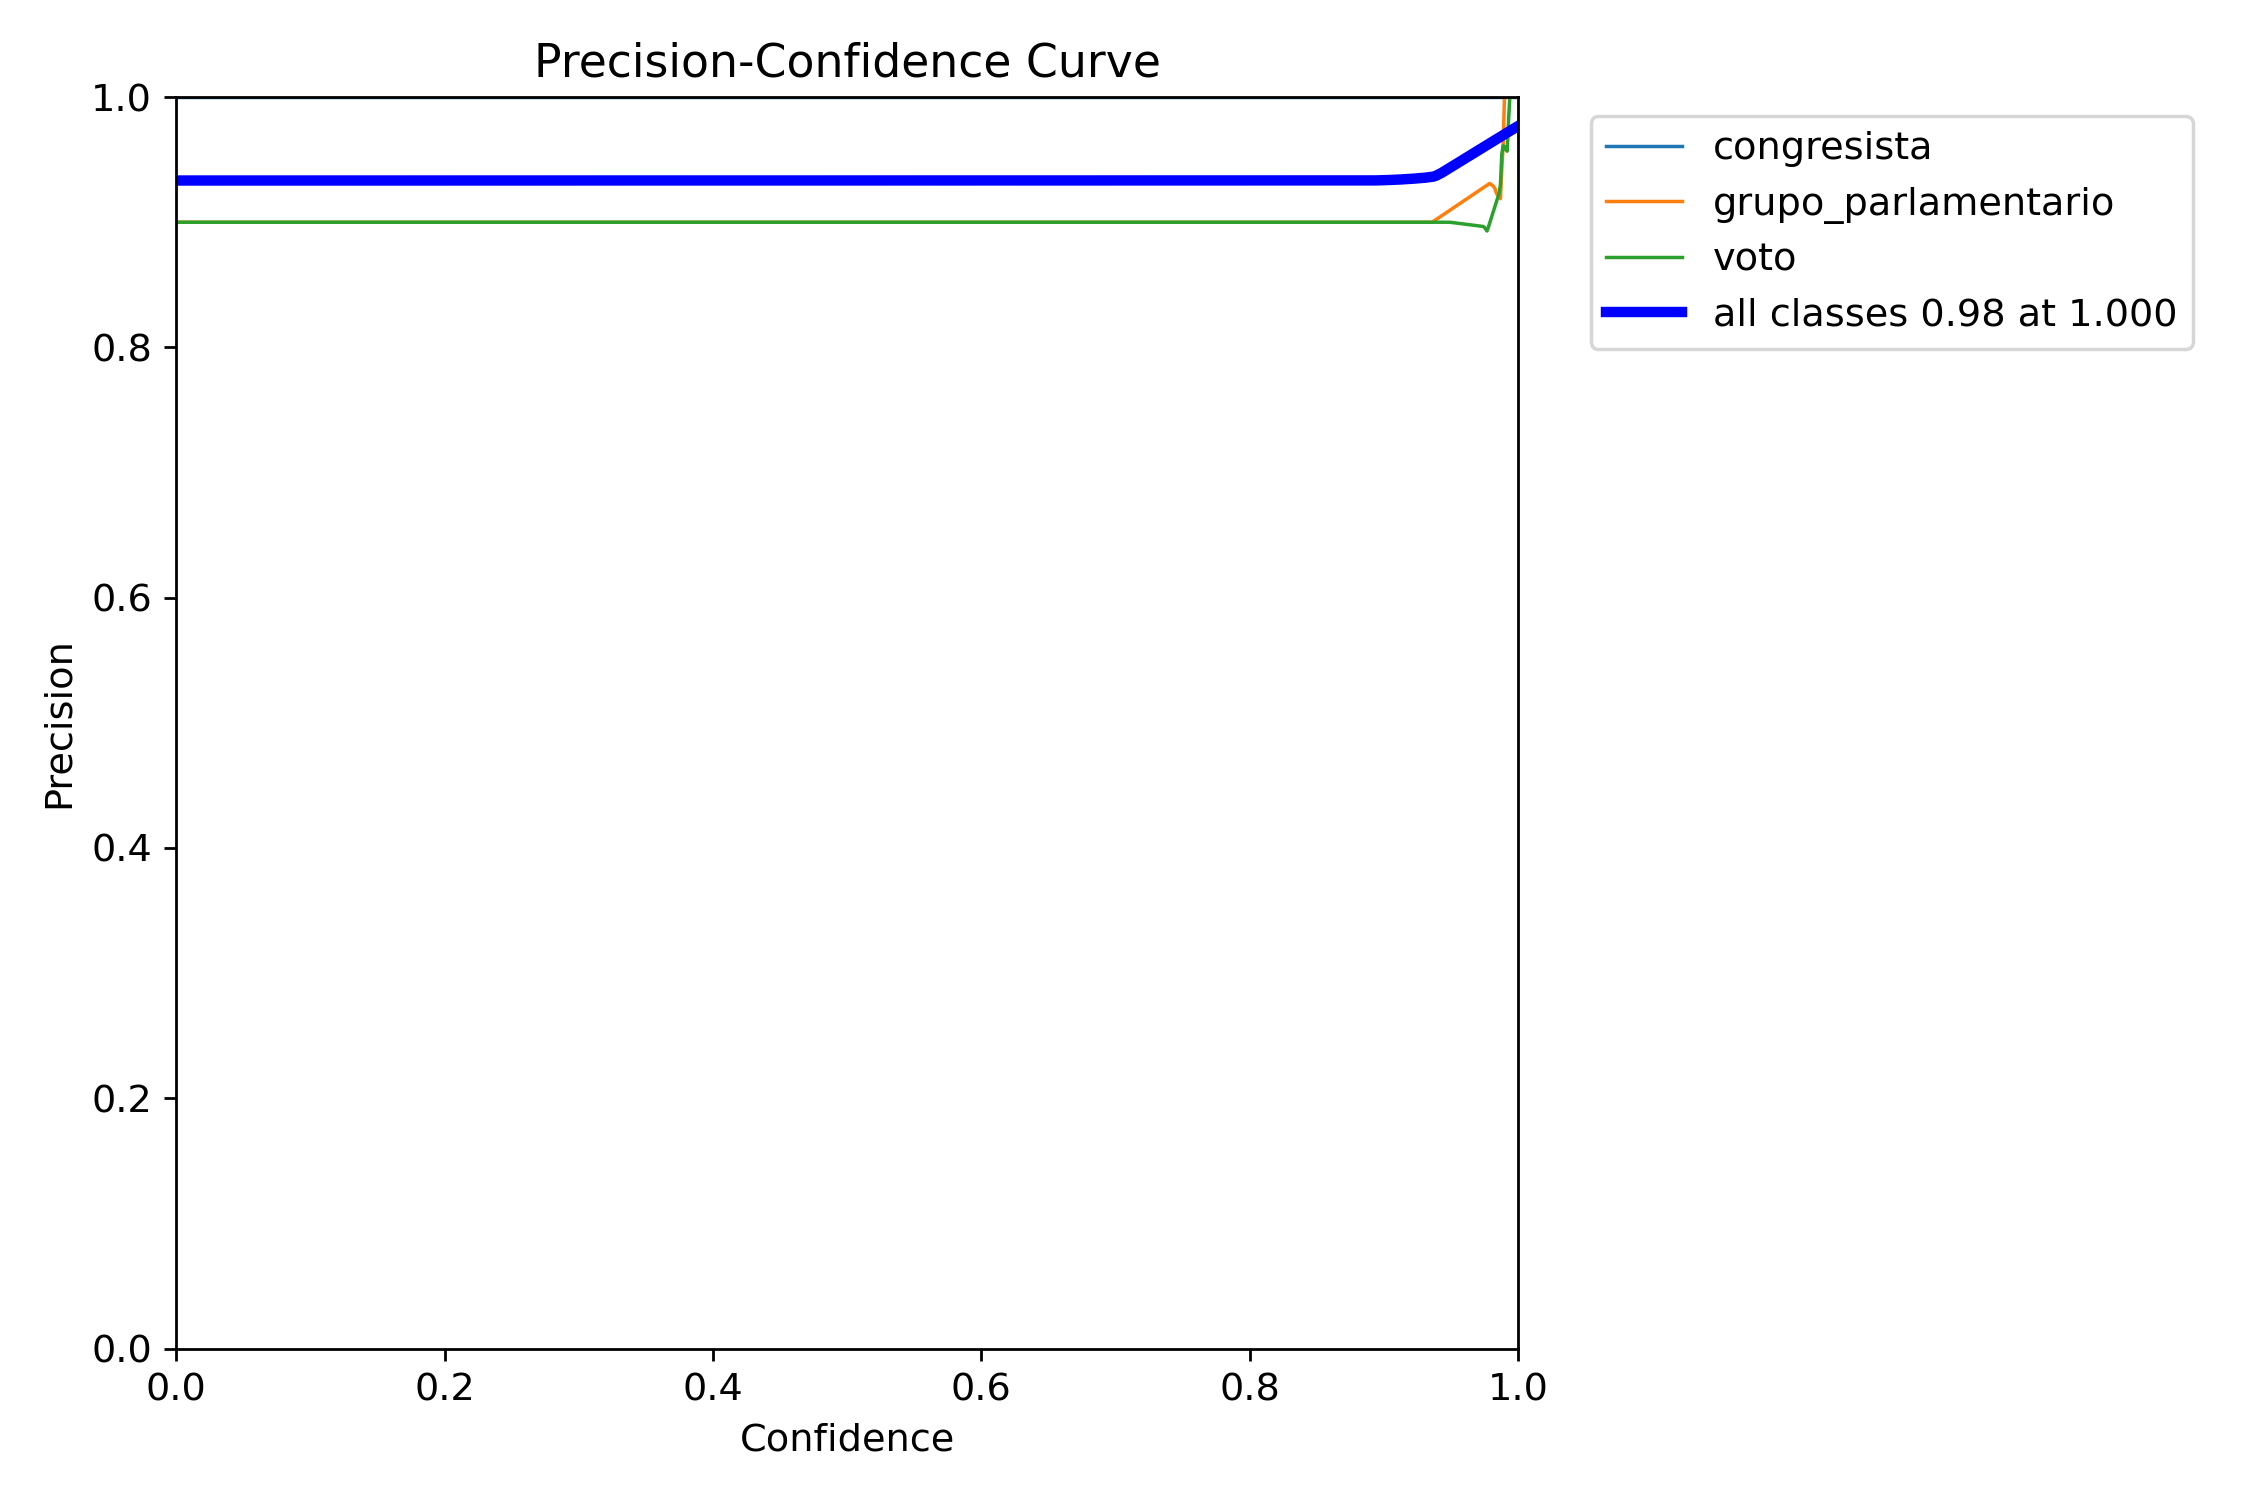 Precision-Confidence Curve
1.0
0.8
0.6
0.4
0.2
0.0
Precision
0.0 0.2 0.4 0.6 0.8 1.0
Confidence
congresista
grupo_parlamentario
voto
all classes 0.98 at 1.000